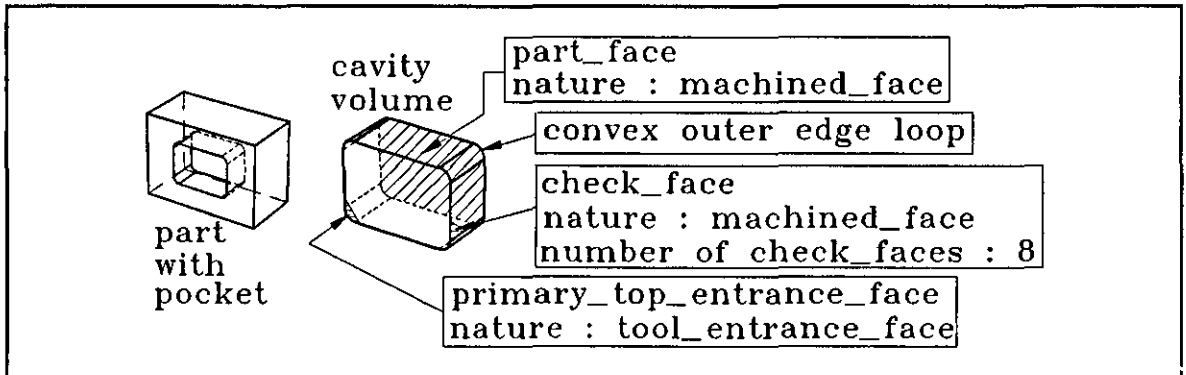 part_face
nature : machined_face
cavity
volume
convex outer edge loop
check_face
nature : machined_face
number of check_faces : 8
part
with
pocket
primary_top_entrance_face
nature : tool_entrance_face